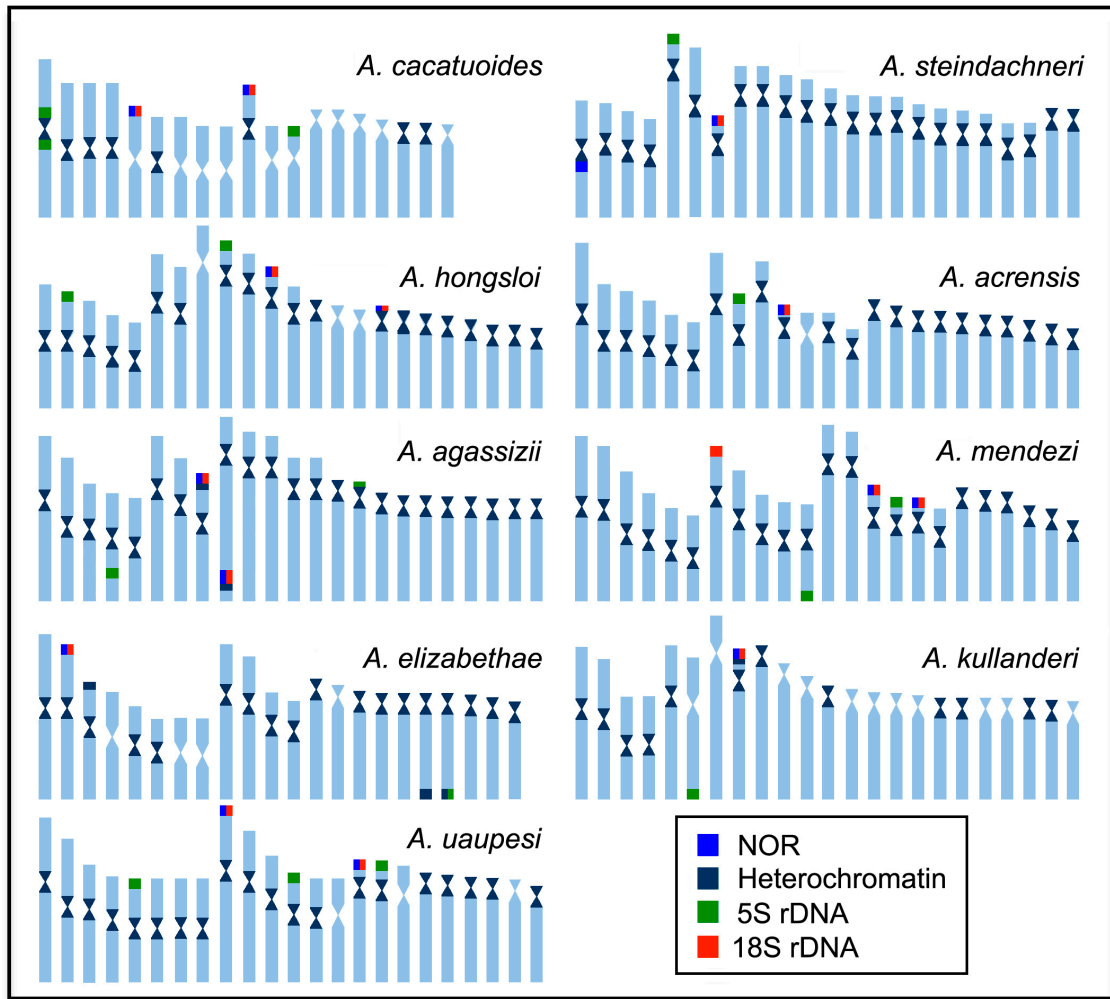 A. cacatuoides
A. steindachneri
A. hongsloi
A. acrensis
A. agassizii
A. mendezi
A. elizabethae
A. kullanderi
A. uaupesi
NOR
Heterochromatin
5S rDNA
18S rDNA